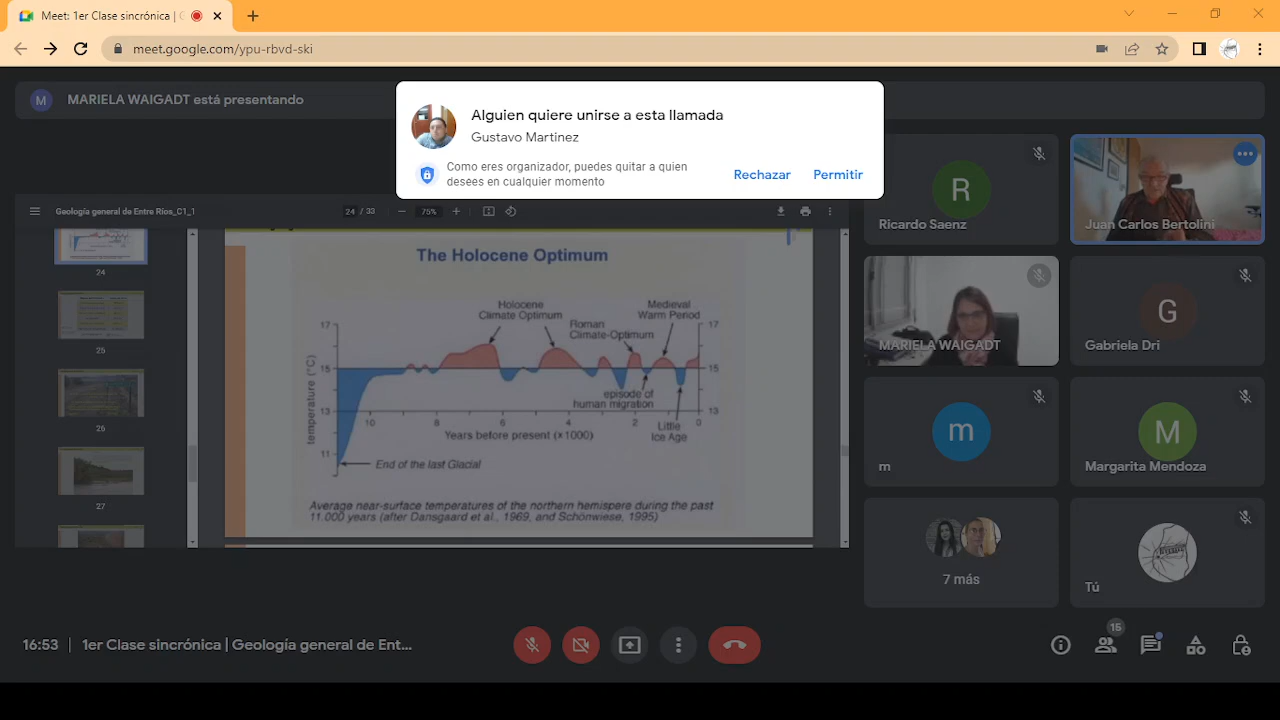 Meet: 1er Clase sincrónica | G
meet.google.com/ypu-rbvd-ski
M
MARIELA WAIGADT está presentando
Alguien quiere unirse a esta llamada
Gustavo Martinez
Como eres organizador, puedes quitar a quien
desees en cualquier momento
Rechazar
Permitir
Geología general de Entre Ríos_C1_1
24 / 33
75%
24
25
26
27
The Holocene Optimum
Holocene
Climate Optimum
Roman
Climate-Optimum
Medieval
Warm Period
17
15
13
11
17
15
13
temperature (°C)
episode of
human migration
Little
Ice Age
10
8
6
4
2
0
Years before present (x1000)
End of the last Glacial
Average near-surface temperatures of the northern hemispere during the past
11.000 years (after Dansgaard et al., 1969, and Schönwiese, 1995)
R
Ricardo Saenz
Juan Carlos Bertolini
MARIELA WAIGADT
G
Gabriela Dri
m
m
M
Margarita Mendoza
7 más
Tú
16:53 | 1er Clase sincrónica | Geología general de Ent...
15